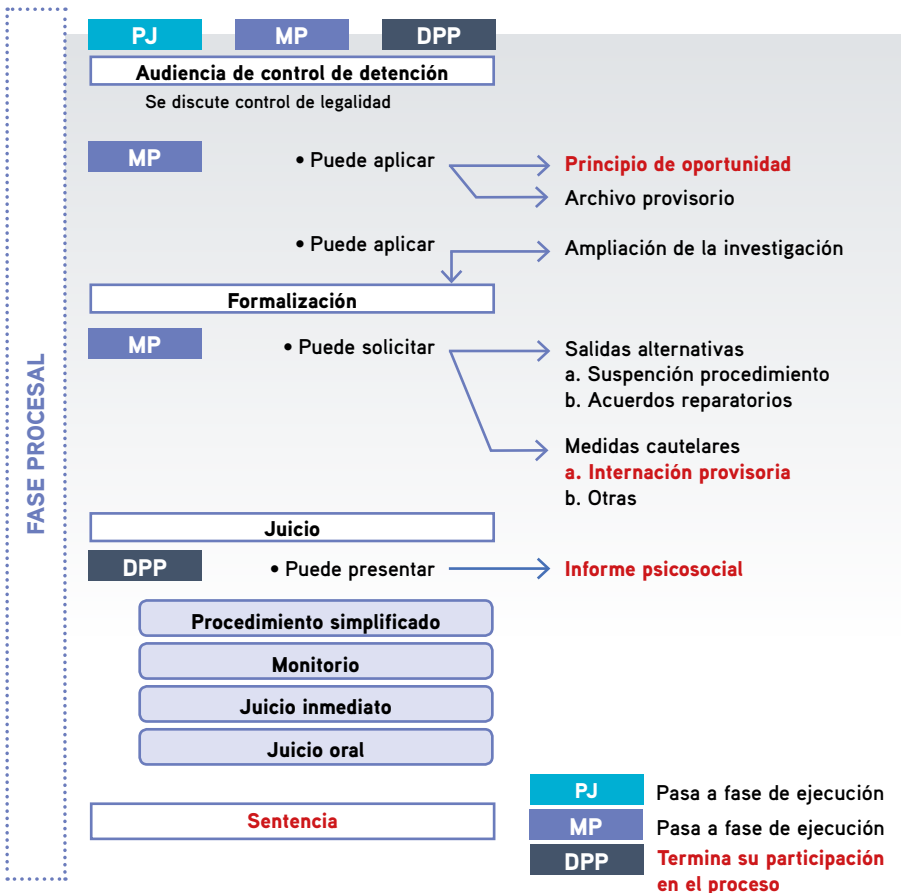 FASE PROCESAL
PJ MP DPP
Audiencia de control de detención
Se discute control de legalidad
MP • Puede aplicar Principio de oportunidad
Archivo provisorio
• Puede aplicar Ampliación de la investigación
Formalización
MP • Puede solicitar Salidas alternativas
a. Suspención procedimiento
b. Acuerdos reparatorios
Medidas cautelares
a. Internación provisoria
b. Otras
Juicio
DPP • Puede presentar Informe psicosocial
Procedimiento simplificado
Monitorio
Juicio inmediato
Juicio oral
Sentencia
PJ Pasa a fase de ejecución
MP Pasa a fase de ejecución
DPP Termina su participación
en el proceso